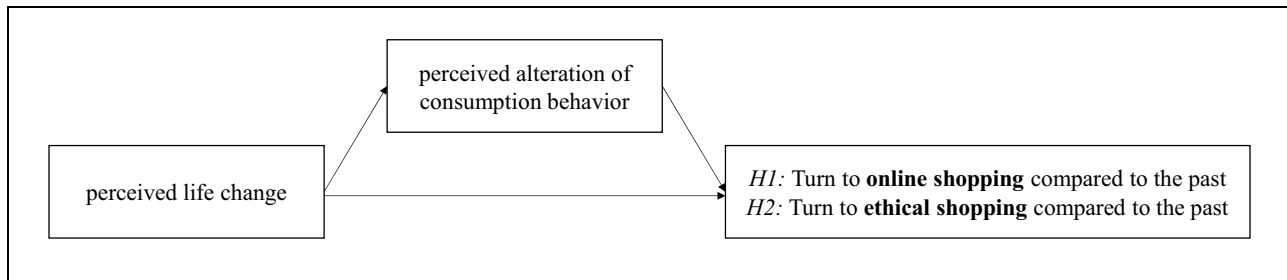 perceived alteration of
consumption behavior
perceived life change
H1: Turn to online shopping compared to the past
H2: Turn to ethical shopping compared to the past